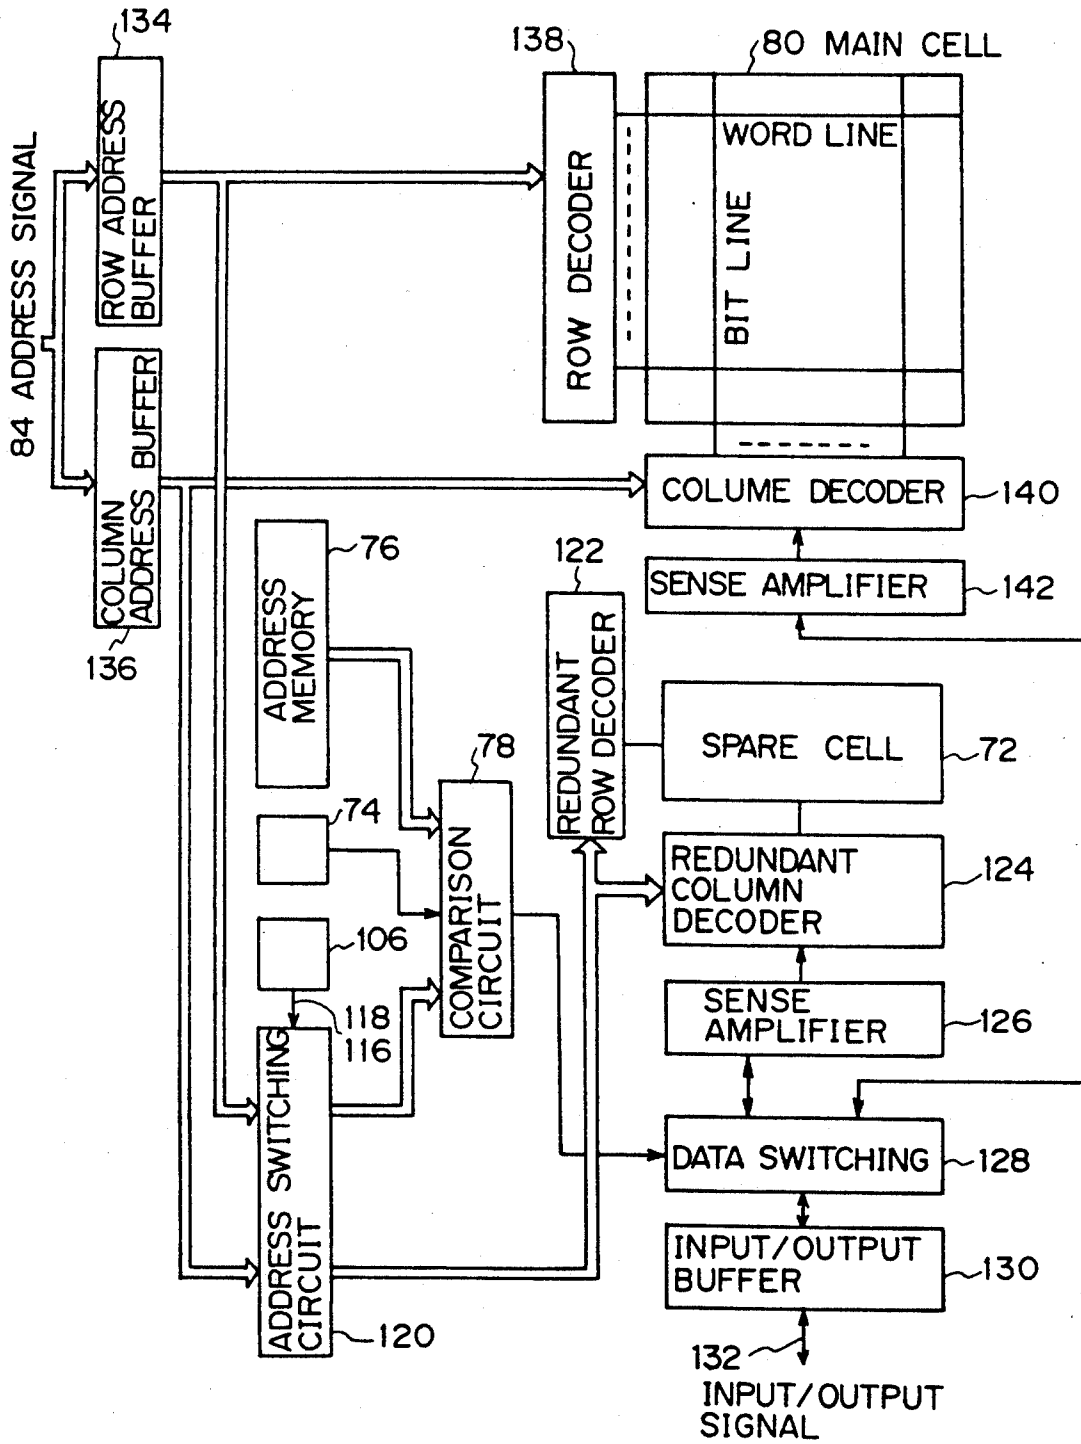 134
138
80 MAIN CELL
84 ADDRESS SIGNAL
ROW ADDRESS
BUFFER
ROW DECODER
WORD LINE
BIT LINE
COLUMN
ADDRESS BUFFER
136
COLUME DECODER
140
76
ADDRESS
MEMORY
122
SENSE AMPLIFIER
142
REDUNDANT
ROW DECODER
SPARE CELL
72
78
74
COMPARISON
CIRCUIT
REDUNDANT
COLUMN
DECODER
124
106
118
116
SENSE
AMPLIFIER
126
ADDRESS SWITCHING
CIRCUIT
120
DATA SWITCHING
128
INPUT/OUTPUT
BUFFER
130
132
INPUT/OUTPUT
SIGNAL